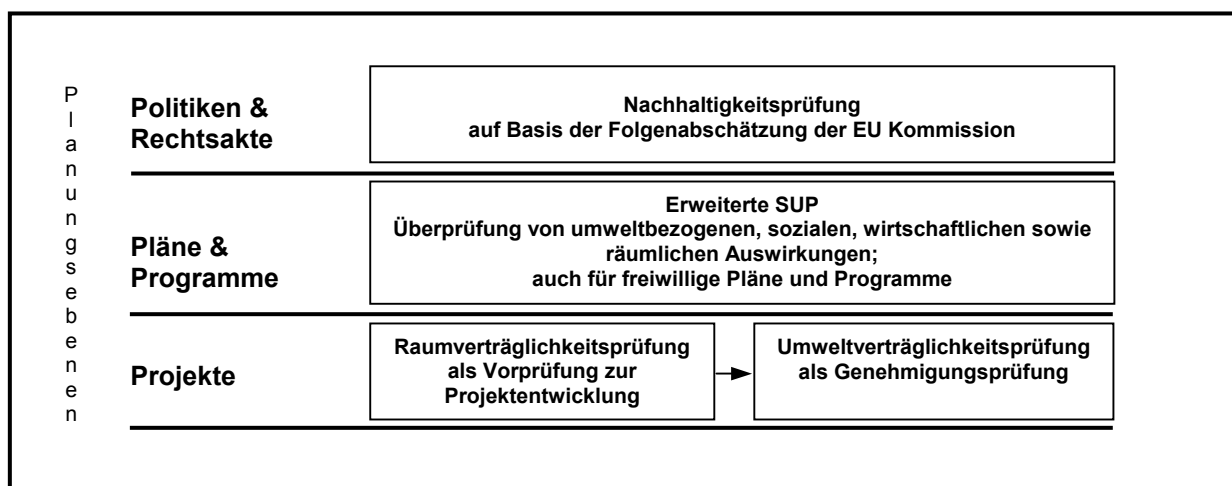 Planungsebenen
Politiken &
Rechtsakte
Nachhaltigkeitsprüfung
auf Basis der Folgenabschätzung der EU Kommission
Pläne &
Programme
Erweiterte SUP
Überprüfung von umweltbezogenen, sozialen, wirtschaftlichen sowie
räumlichen Auswirkungen;
auch für freiwillige Pläne und Programme
Projekte
Raumverträglichkeitsprüfung
als Vorprüfung zur
Projektentwicklung
Umweltverträglichkeitsprüfung
als Genehmigungsprüfung